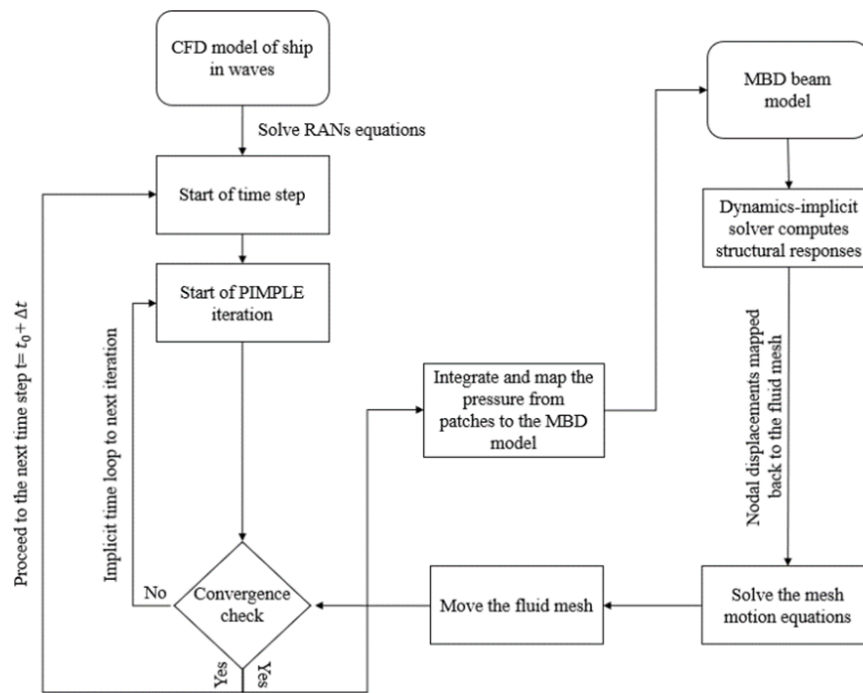 CFD model of ship
in waves
Solve RANs equations
Start of time step
Start of PIMPLE
iteration
Proceed to the next time step t= t₀+ Δt
Implicit time loop to next iteration
No
Convergence
check
Yes
Yes
Integrate and map the
pressure from
patches to the MBD
model
MBD beam
model
Dynamics-implicit
solver computes
structural responses
Nodal displacements mapped
back to the fluid mesh
Solve the mesh
motion equations
Move the fluid mesh